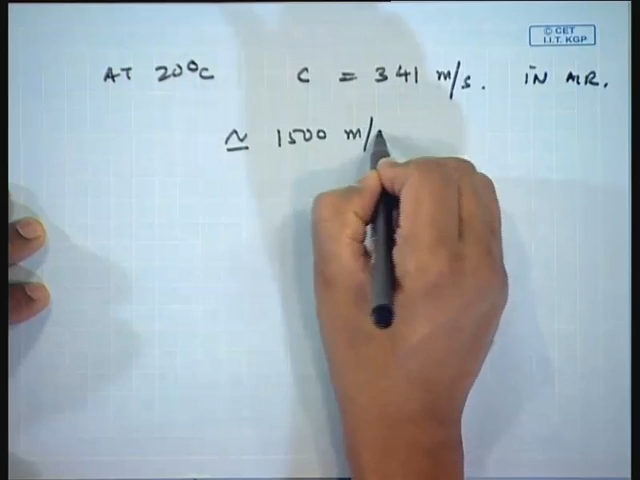 © CET
I.I.T. KGP
AT 20°C C = 341 m/s. IN AIR.
≃ 1500 m/